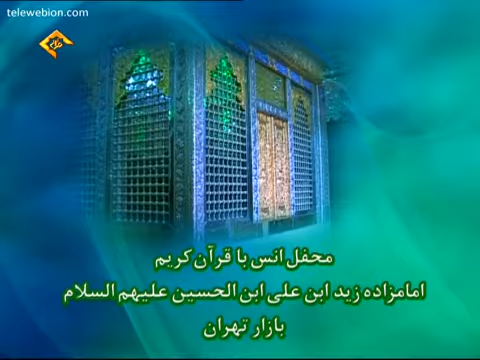 telewebion.com
محفل انس با قرآن کریم
امامزاده زید ابن علی ابن الحسین علیهم السلام
بازار تهران